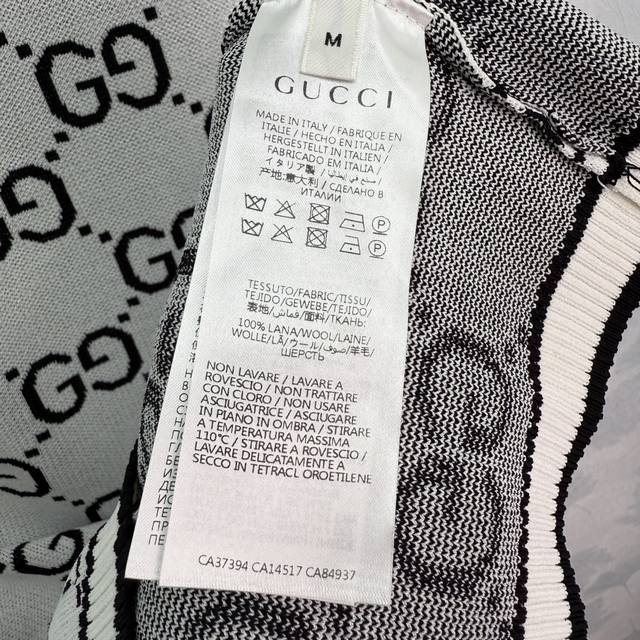 M
GUCCI
MADE IN ITALY / FABRIQUE EN
ITALIE / HECHO EN ITALIA/
HERGESTELLT IN ITALIEN /
FABRICADO EM ITALIA /
イタリア製 / صنع في إيطاليا /
产地:意大利 / СДЕЛАНО В
ИТАЛИИ
TESSUTO/FABRIC/TISSU/
TEJIDO/GEWEBE/TEJIDO/
表地/قماش/面料/ТКАНЬ:
100% LANA/WOOL/LAINE/
WOLLE/LÃ/ウール/صوف/羊毛/
ШЕРСТЬ
NON LAVARE / LAVARE A
ROVESCIO / NON TRATTARE
CON CLORO / NON USARE
ASCIUGATRICE / ASCIUGARE
IN PIANO IN OMBRA / STIRARE
A TEMPERATURA MASSIMA
110°C / STIRARE A ROVESCIO /
LAVARE DELICATAMENTE A
SECCO IN TETRACL OROETILENE
CA37394 CA14517 CA84937